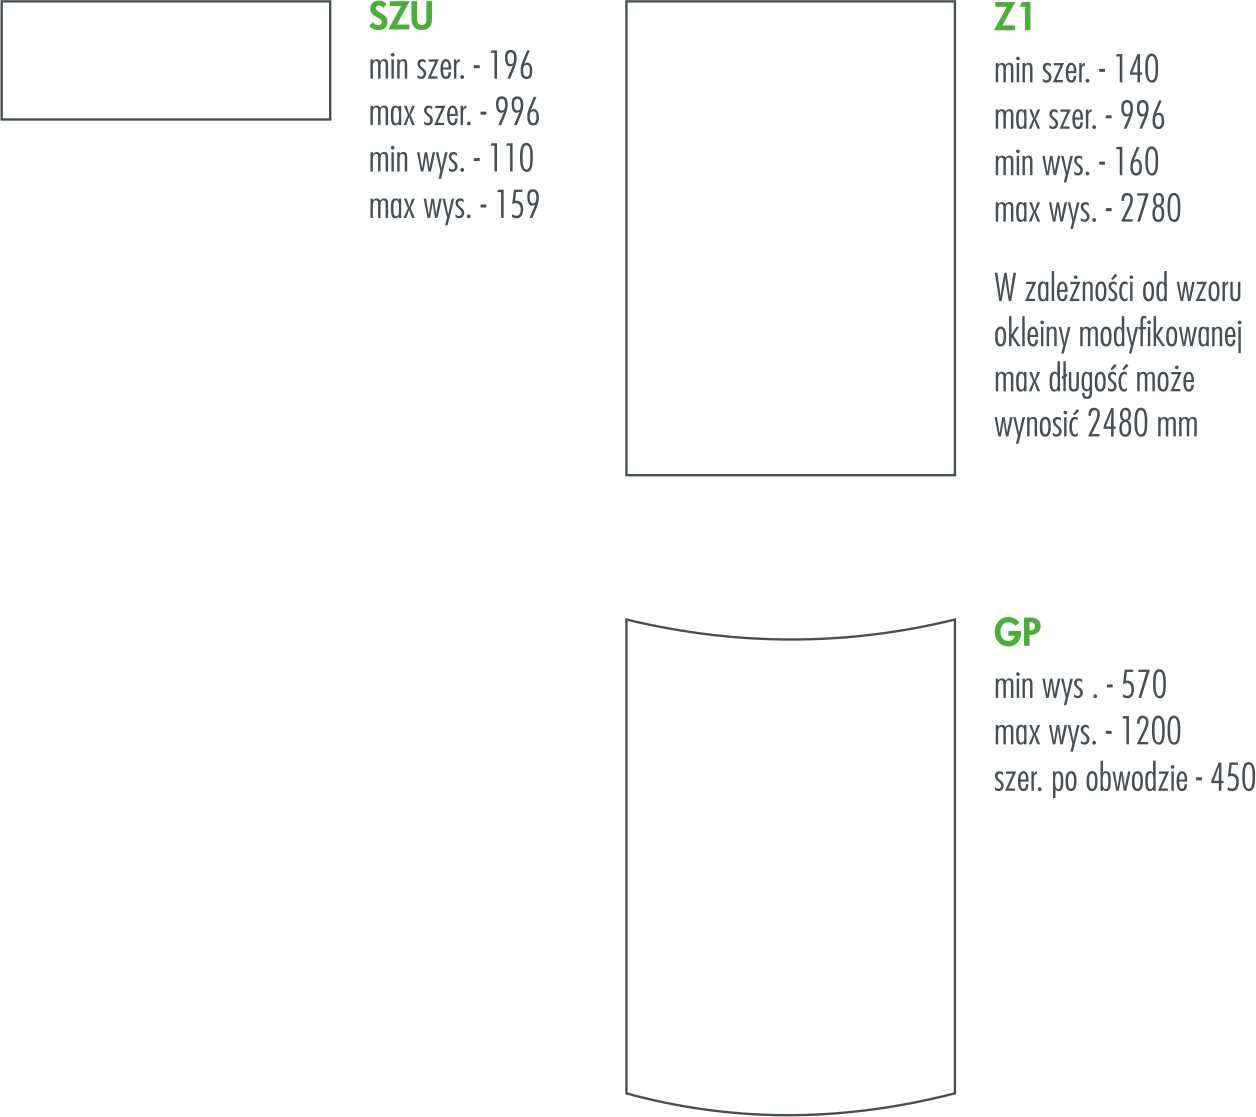 SZU
min szer. - 196
max szer. - 996
min wys. - 110
max wys. - 159
Z1
min szer. - 140
max szer. - 996
min wys. - 160
max wys. - 2780
W zależności od wzoru
okleiny modyfikowanej
max długość może
wynosić 2480 mm
GP
min wys . - 570
max wys. - 1200
szer. po obwodzie - 450